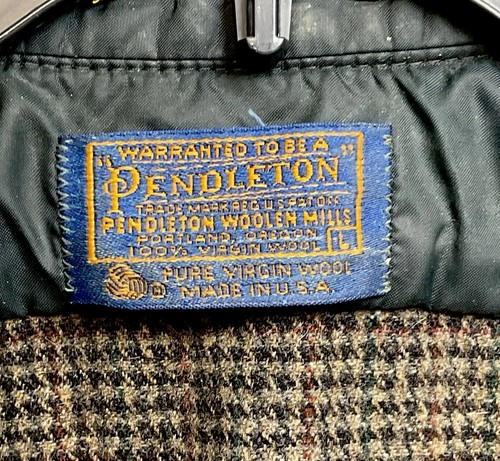 WARRANTED TO BE A
"PENDLETON"
TRADE MARK REG. U.S. PAT. OFF.
PENDLETON WOOLEN MILLS
PORTLAND, OREGON
100% VIRGIN WOOL L
PURE VIRGIN WOOL
MADE IN U.S.A.